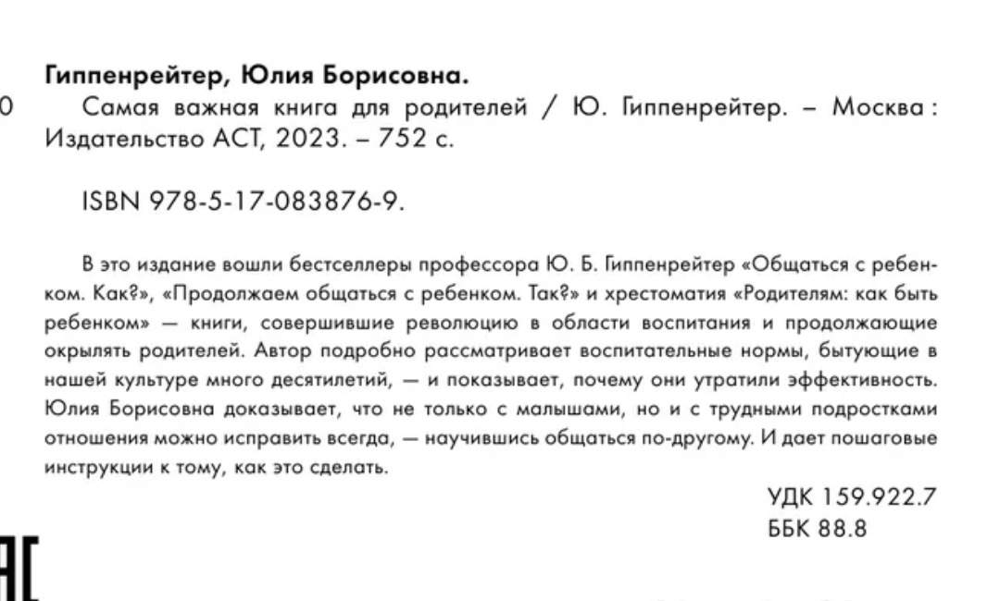 Гиппенрейтер, Юлия Борисовна.
0 Самая важная книга для родителей / Ю. Гиппенрейтер. – Москва :
Издательство АСТ, 2023. – 752 с.
ISBN 978-5-17-083876-9.
В это издание вошли бестселлеры профессора Ю. Б. Гиппенрейтер «Общаться с ребен-
ком. Как?», «Продолжаем общаться с ребенком. Так?» и хрестоматия «Родителям: как быть
ребенком» — книги, совершившие революцию в области воспитания и продолжающие
окрылять родителей. Автор подробно рассматривает воспитательные нормы, бытующие в
нашей культуре много десятилетий, — и показывает, почему они утратили эффективность.
Юлия Борисовна доказывает, что не только с малышами, но и с трудными подростками
отношения можно исправить всегда, — научившись общаться по-другому. И дает пошаговые
инструкции к тому, как это сделать.
УДК 159.922.7
ББК 88.8